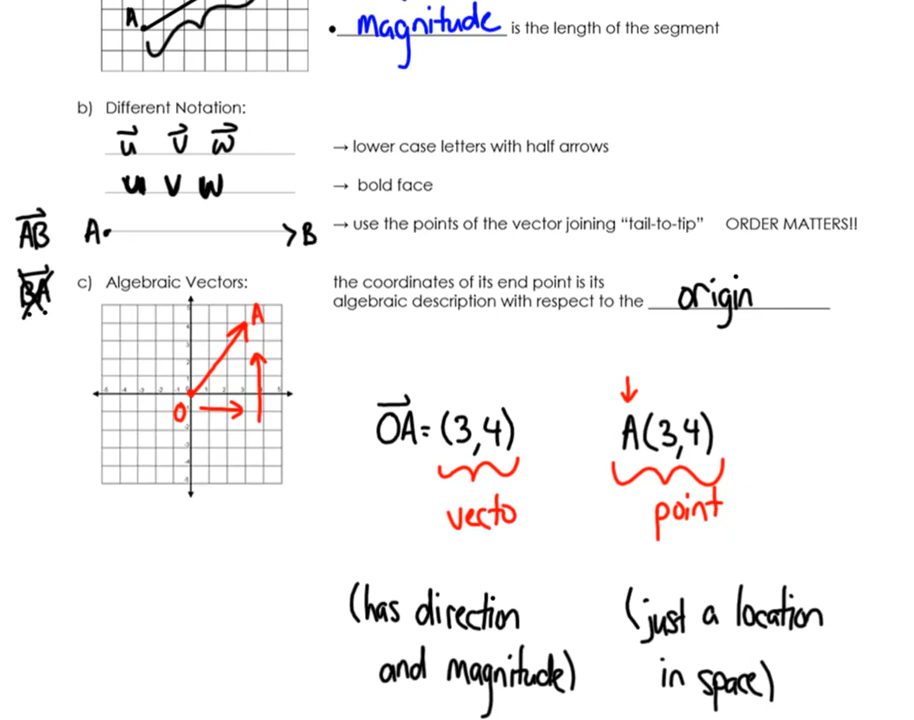 A
• magnitude is the length of the segment
b) Different Notation:
u v w → lower case letters with half arrows
u v w → bold face
AB A B → use the points of the vector joining “tail-to-tip” ORDER MATTERS!!
BA c) Algebraic Vectors: the coordinates of its end point is its
algebraic description with respect to the origin
A
O
OA = (3,4) A(3,4)
vecto point
(has direction (just a location
and magnitude) in space)